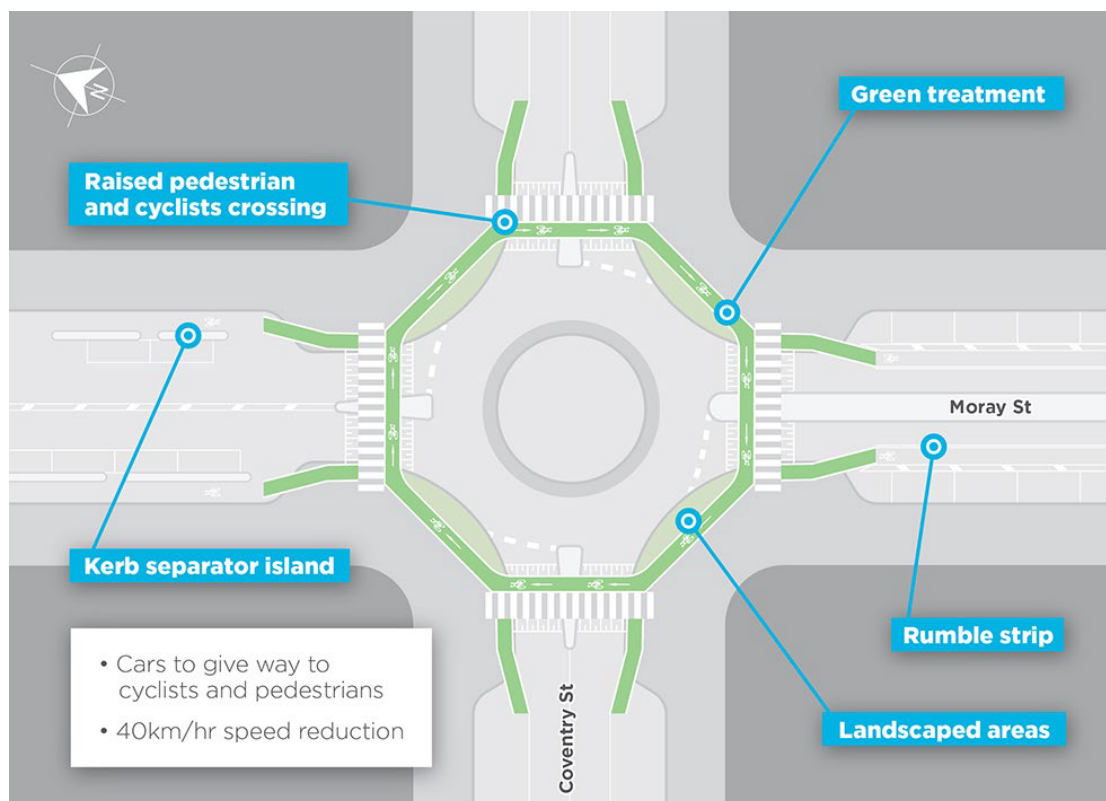 N
Green treatment
Raised pedestrian
and cyclists crossing
Moray St
Kerb separator island
Rumble strip
• Cars to give way to
cyclists and pedestrians
• 40km/hr speed reduction
Coventry St
Landscaped areas